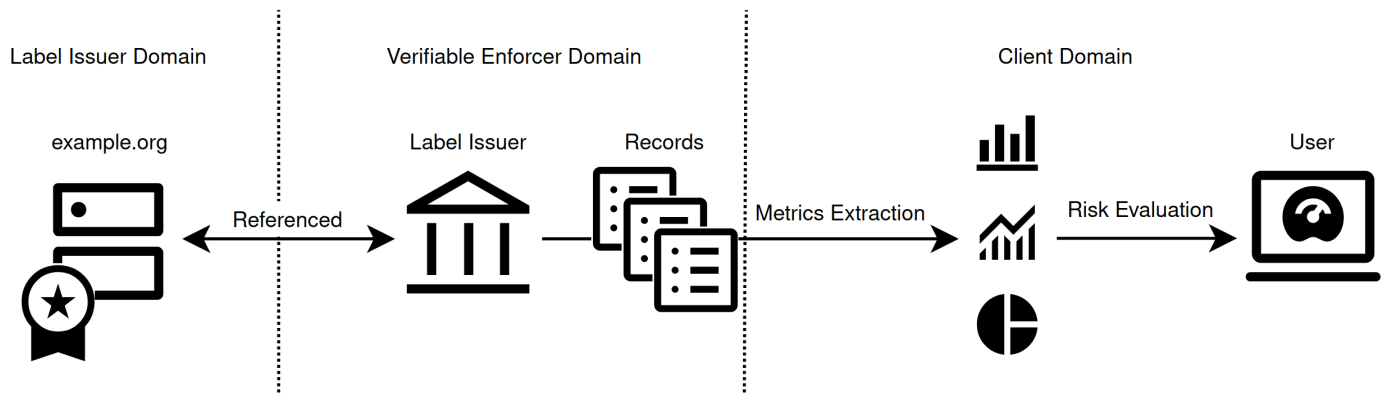 Label Issuer Domain
Verifiable Enforcer Domain
Client Domain
example.org
Label Issuer
Records
User
Referenced
Metrics Extraction
Risk Evaluation